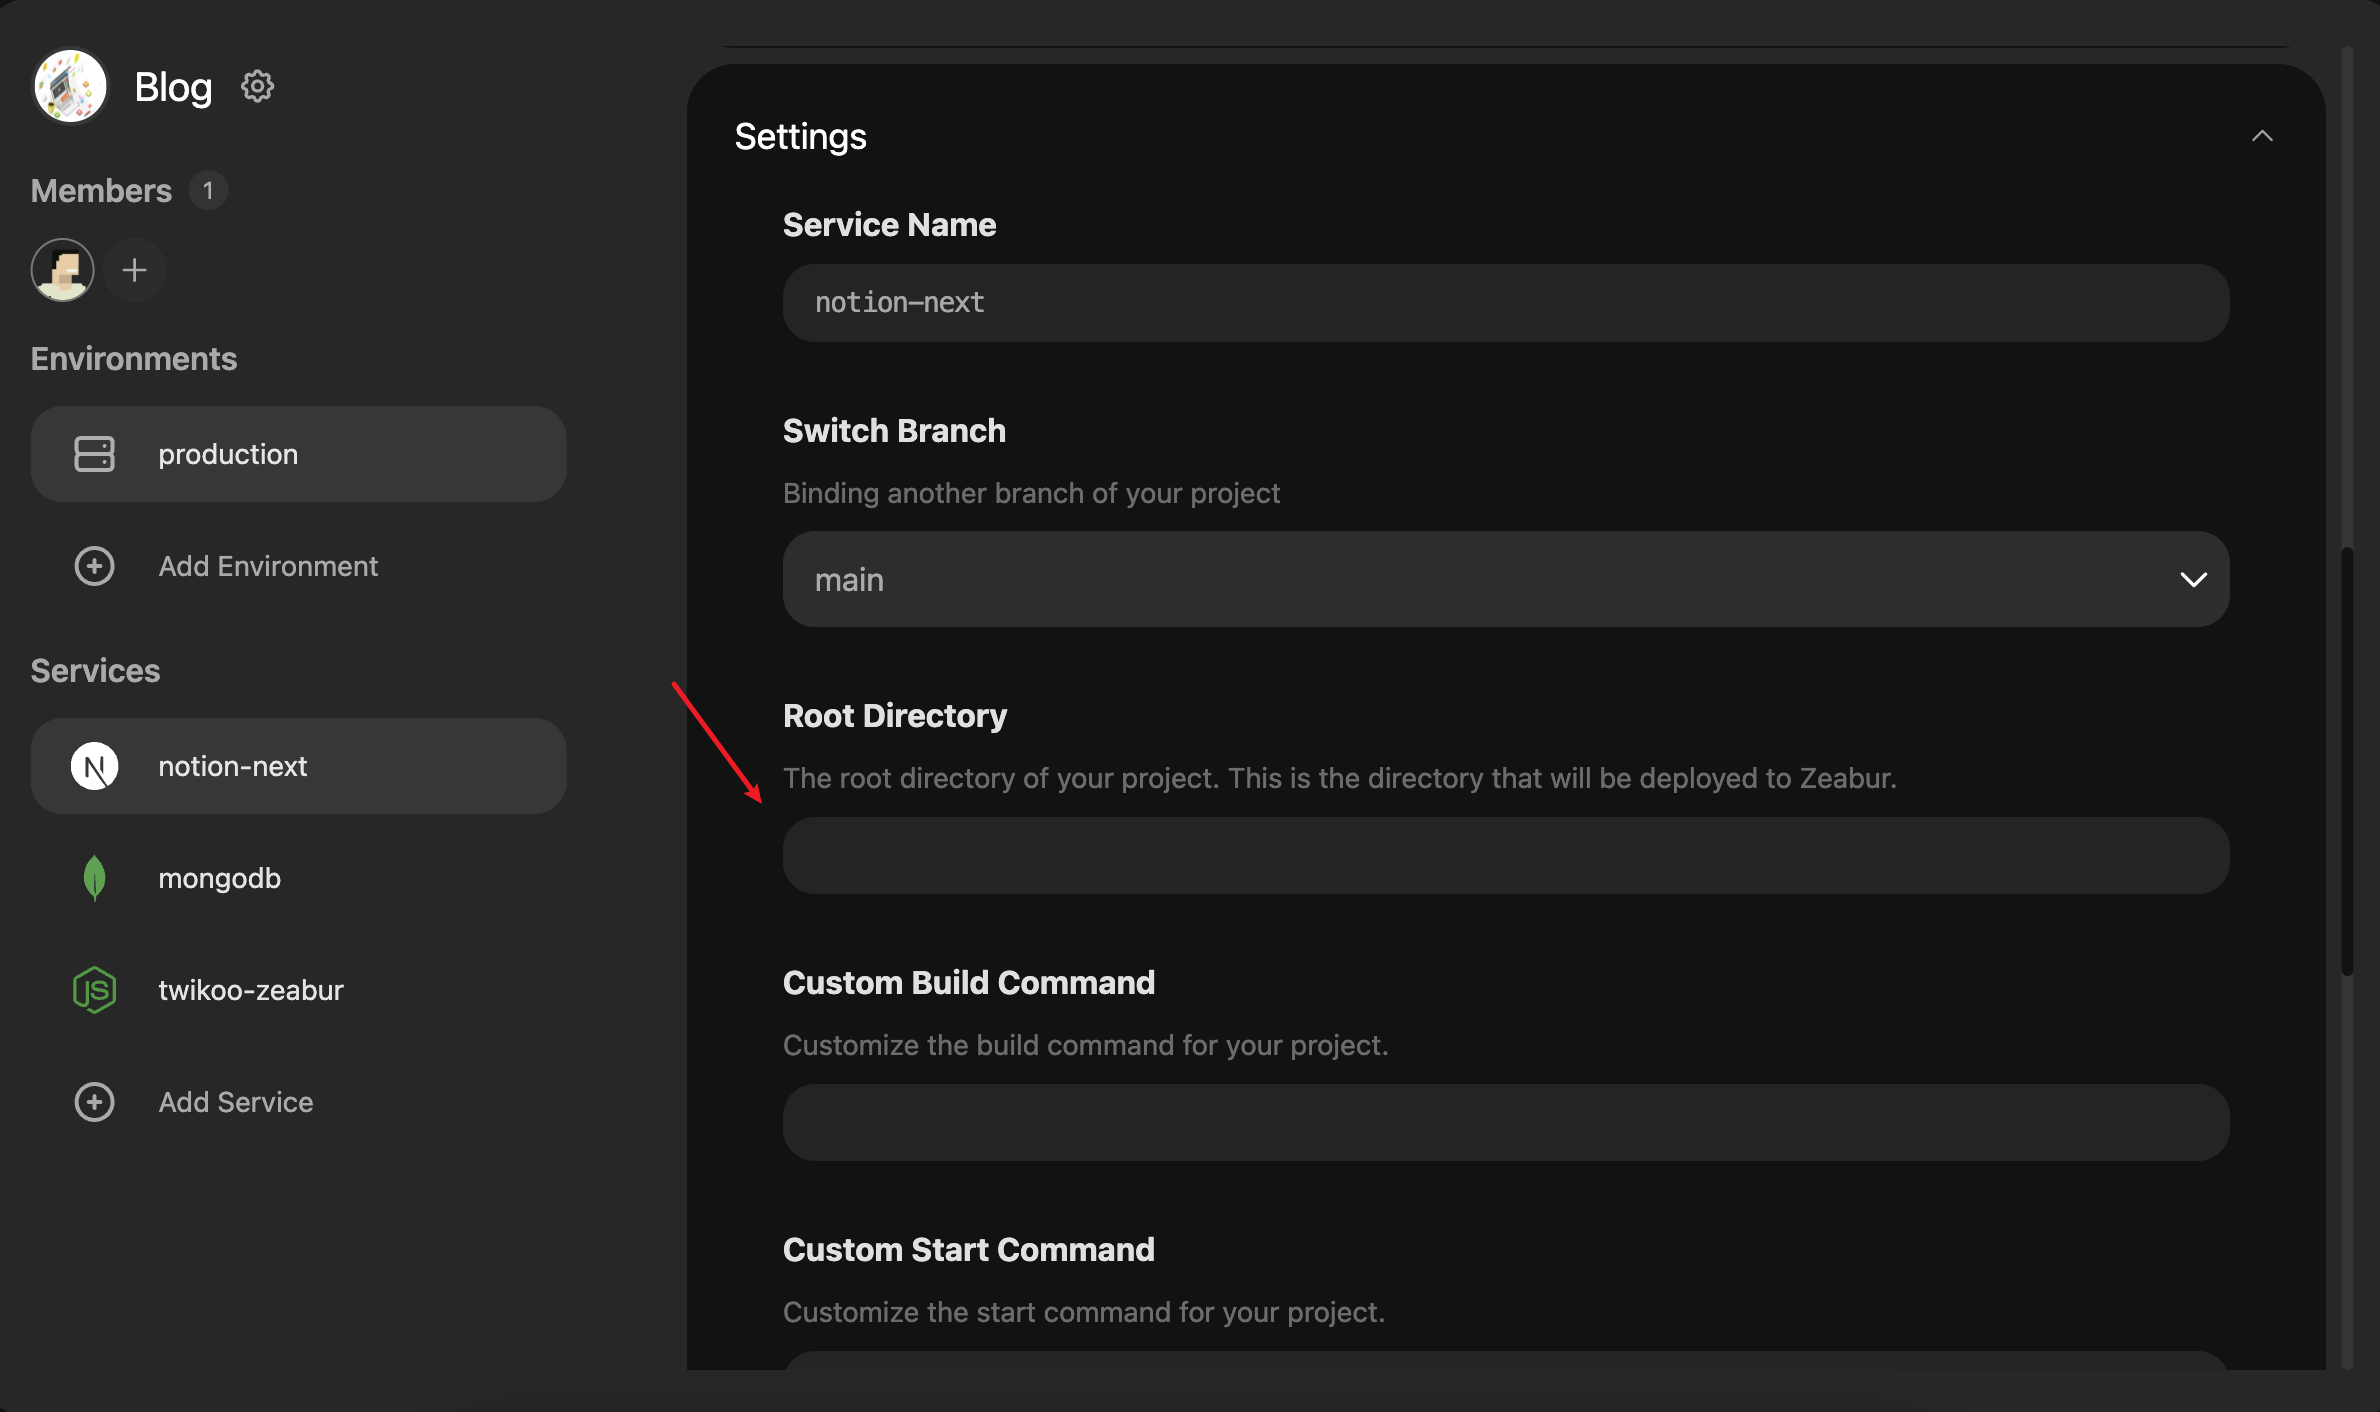 Blog
Members 1
Environments
production
Add Environment
Services
notion-next
mongodb
twikoo-zeabur
Add Service
Settings
Service Name
notion-next
Switch Branch
Binding another branch of your project
main
Root Directory
The root directory of your project. This is the directory that will be deployed to Zeabur.
Custom Build Command
Customize the build command for your project.
Custom Start Command
Customize the start command for your project.